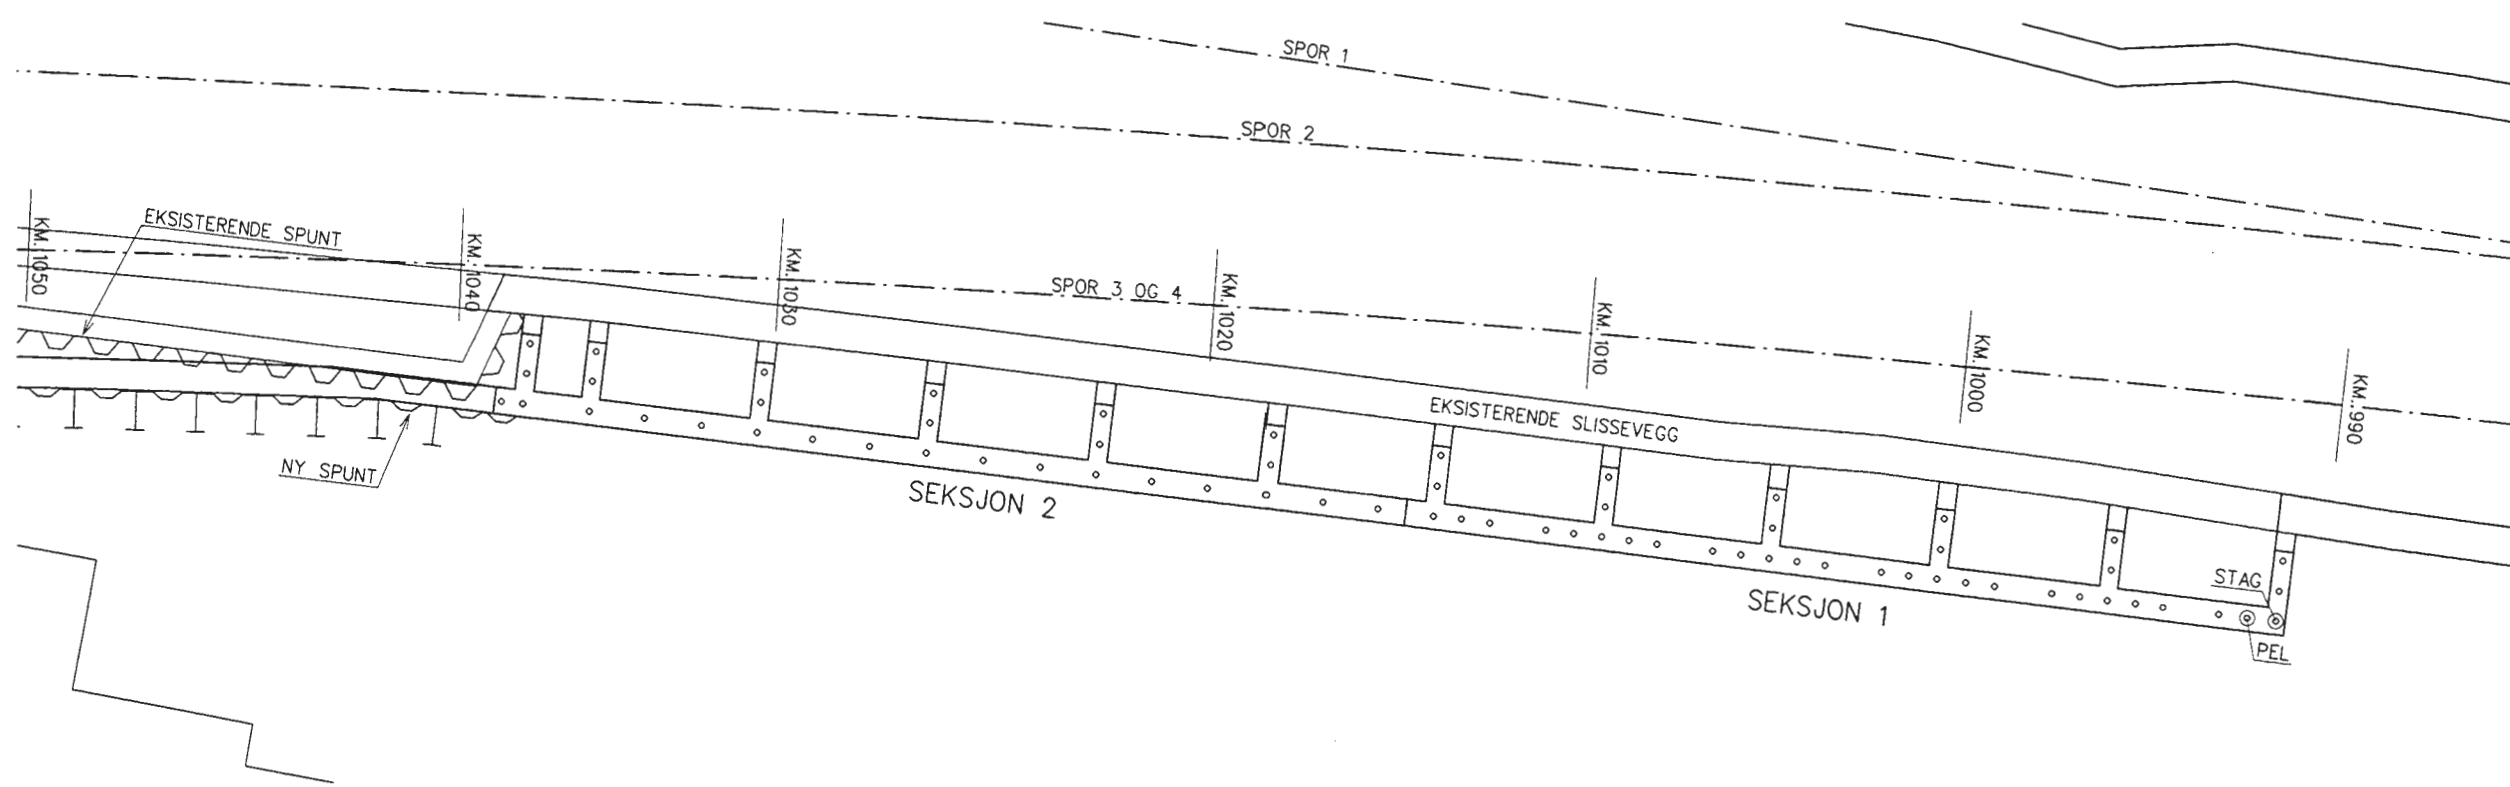 SPOR 1
SPOR 2
EKSISTERENDE SPUNT
KM. 1050
KM. 1040
KM. 1030
KM. 1020
KM. 1010
KM. 1000
KM. 990
SPOR 3 OG 4
EKSISTERENDE SLISSEVEGG
NY SPUNT
SEKSJON 2
SEKSJON 1
STAG
PEL